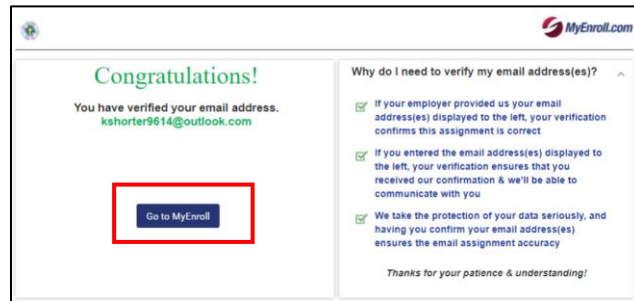 MyEnroll.com
Congratulations!
You have verified your email address.
kshorter9614@outlook.com
Go to MyEnroll
Why do I need to verify my email address(es)?
If your employer provided us your email
address(es) displayed to the left, your verification
confirms this assignment is correct
If you entered the email address(es) displayed to
the left, your verification ensures that you
received our confirmation & we'll be able to
communicate with you
We take the protection of your data seriously, and
having you confirm your email address(es)
ensures the email assignment accuracy
Thanks for your patience & understanding!